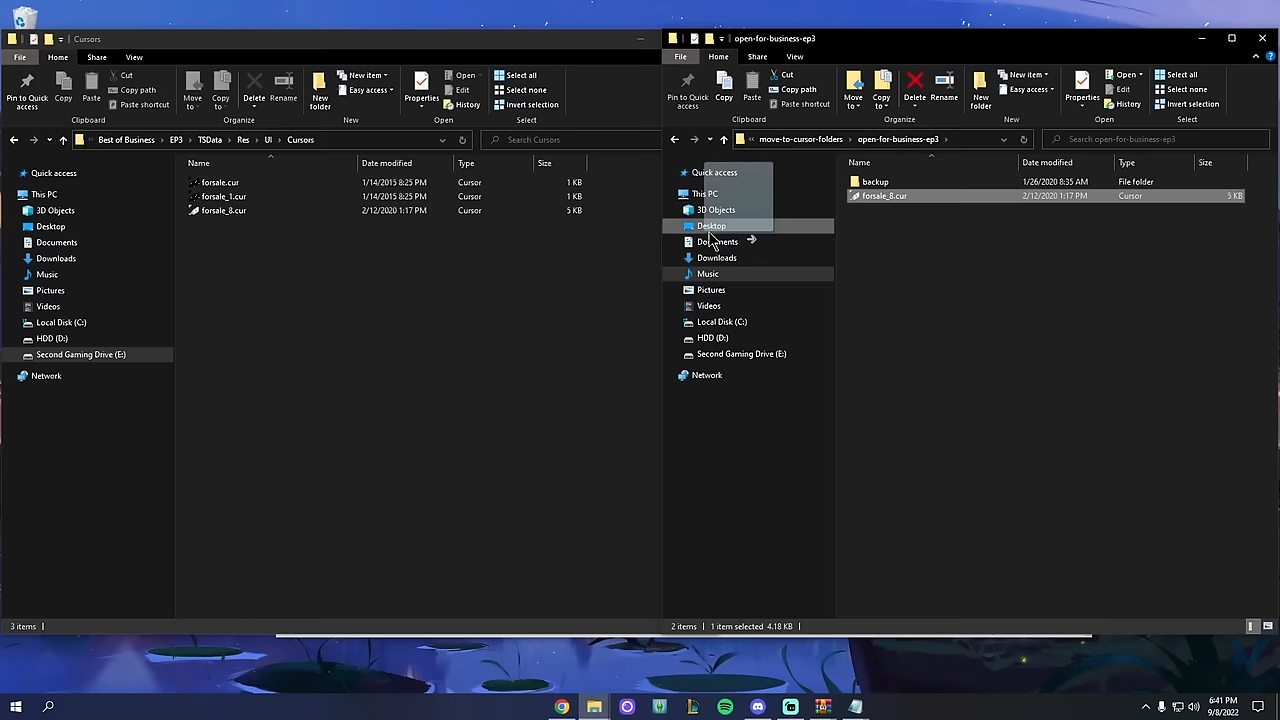 Cursors
File Home Share View
Pin to Quick access
Copy
Paste
Cut
Copy path
Paste shortcut
Clipboard
Move to
Copy to
Delete
Rename
Organize
New folder
New item
Easy access
New
Properties
Open
Edit
History
Open
Select all
Select none
Invert selection
Select
Best of Business EP3 TSData Res UI Cursors
Search Cursors
Name Date modified Type Size
forsale.cur 1/14/2015 8:25 PM Cursor 1 KB
forsale_1.cur 1/14/2015 8:25 PM Cursor 1 KB
forsale_8.cur 2/12/2020 1:17 PM Cursor 5 KB
Quick access
This PC
3D Objects
Desktop
Documents
Downloads
Music
Pictures
Videos
Local Disk (C:)
HDD (D:)
Second Gaming Drive (E:)
Network
3 items
open-for-business-ep3
File Home Share View
Pin to Quick access
Copy
Paste
Cut
Copy path
Paste shortcut
Clipboard
Move to
Copy to
Delete
Rename
Organize
New folder
New item
Easy access
New
Properties
Open
Edit
History
Open
Select all
Select none
Invert selection
Select
move-to-cursor-folders open-for-business-ep3
Search open-for-business-ep3
Name Date modified Type Size
backup 1/26/2020 8:35 AM File folder
forsale_8.cur 2/12/2020 1:17 PM Cursor 5 KB
Quick access
This PC
3D Objects
Desktop
Documents
Downloads
Music
Pictures
Videos
Local Disk (C:)
HDD (D:)
Second Gaming Drive (E:)
Network
2 items 1 item selected 4.18 KB
6:41 PM
9/8/2022